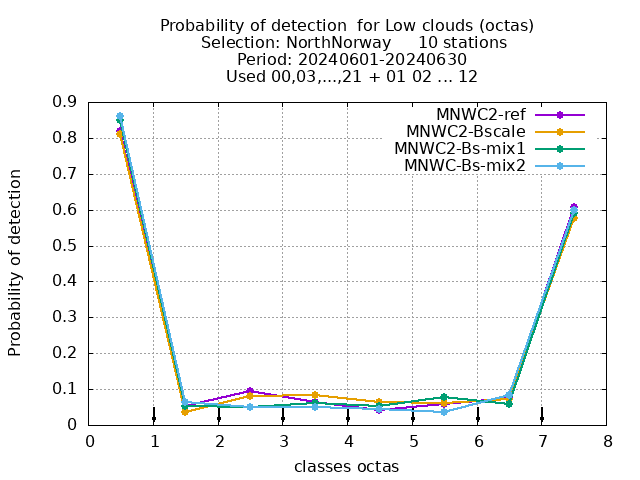 Probability of detection  for Low clouds (octas)
Selection: NorthNorway     10 stations
Period: 20240601-20240630
Used 00,03,...,21 + 01 02 ... 12
MNWC2-ref
MNWC2-Bscale
MNWC2-Bs-mix1
MNWC-Bs-mix2
Probability of detection
0.9
0.8
0.7
0.6
0.5
0.4
0.3
0.2
0.1
0
0 1 2 3 4 5 6 7 8
classes octas